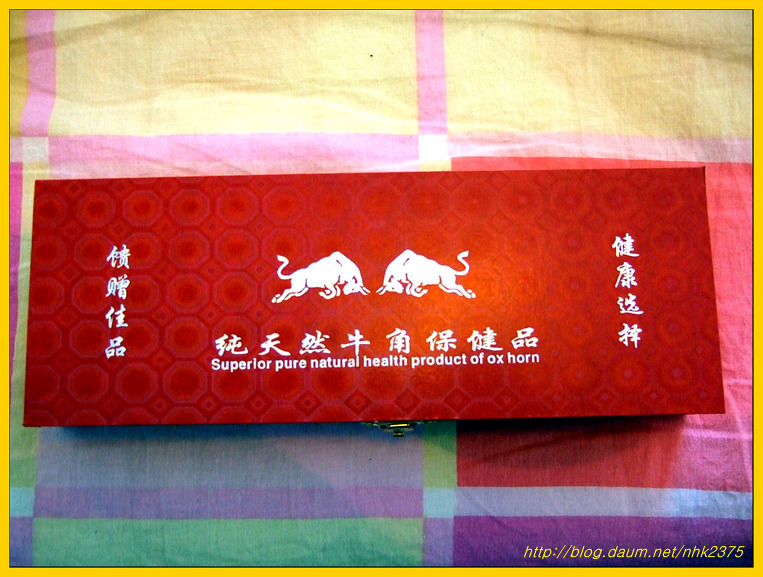 馈赠佳品
健康选择
纯天然牛角保健品
Superior pure natural health product of ox horn
http://blog.daum.net/nhk2375